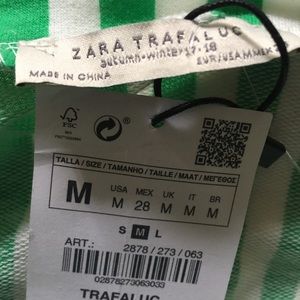 ZARA TRAFALUC
autumn·winter·17·18
MADE IN CHINA
EUR/USA M MEX
FSC
TALLA / SIZE / TAMANHO / TAILLE / MAAT / ΜΕΓΕΘΟΣ
M
USA MEX UK IT BR
M 28 M M M
S M L
ART.: 2878 / 273 / 063
02878273063033
TRAFALUC